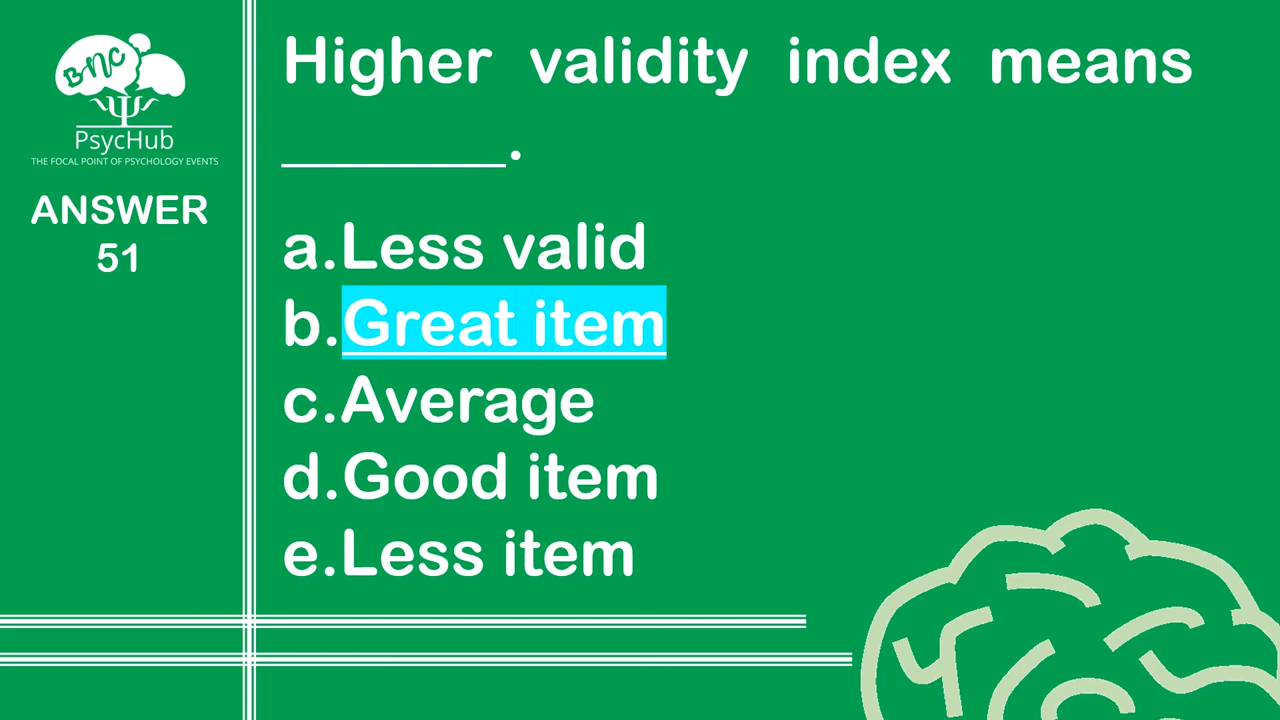 BNC
PsycHub
THE FOCAL POINT OF PSYCHOLOGY EVENTS
ANSWER
51
Higher validity index means
_______.
a.Less valid
b.Great item
c.Average
d.Good item
e.Less item